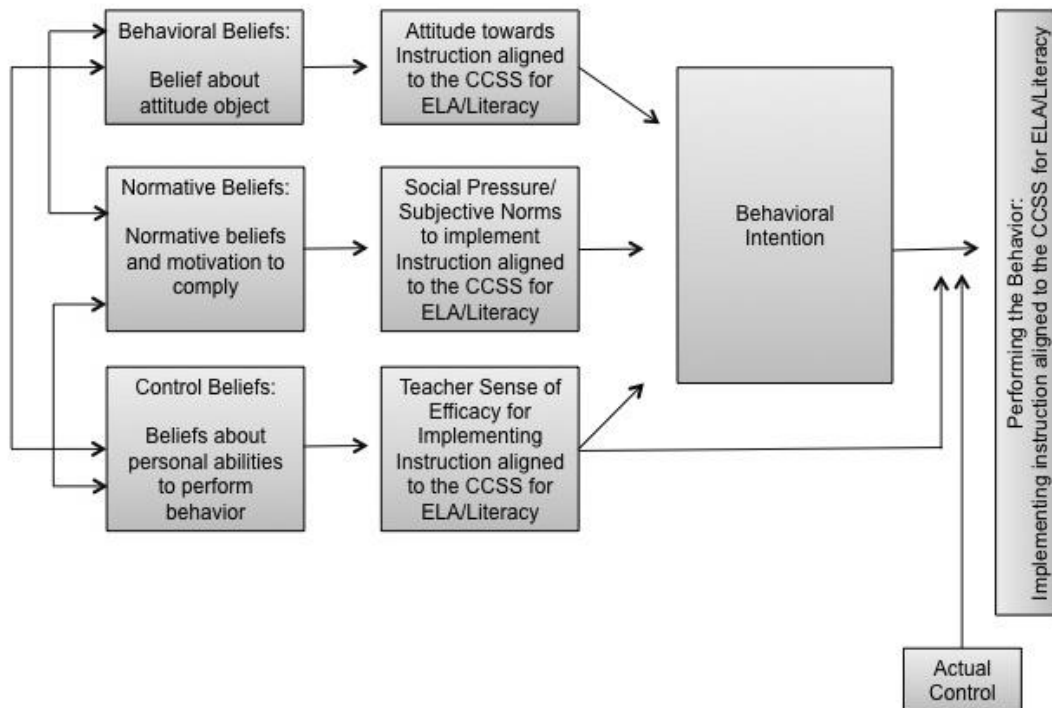 Behavioral Beliefs:
Belief about
attitude object
Attitude towards
Instruction aligned
to the CCSS for
ELA/Literacy
Normative Beliefs:
Normative beliefs
and motivation to
comply
Social Pressure/
Subjective Norms
to implement
Instruction aligned
to the CCSS for
ELA/Literacy
Control Beliefs:
Beliefs about
personal abilities
to perform
behavior
Teacher Sense of
Efficacy for
Implementing
Instruction aligned
to the CCSS for
ELA/Literacy
Behavioral
Intention
Performing the Behavior:
Implementing instruction aligned to the CCSS for ELA/Literacy
Actual
Control